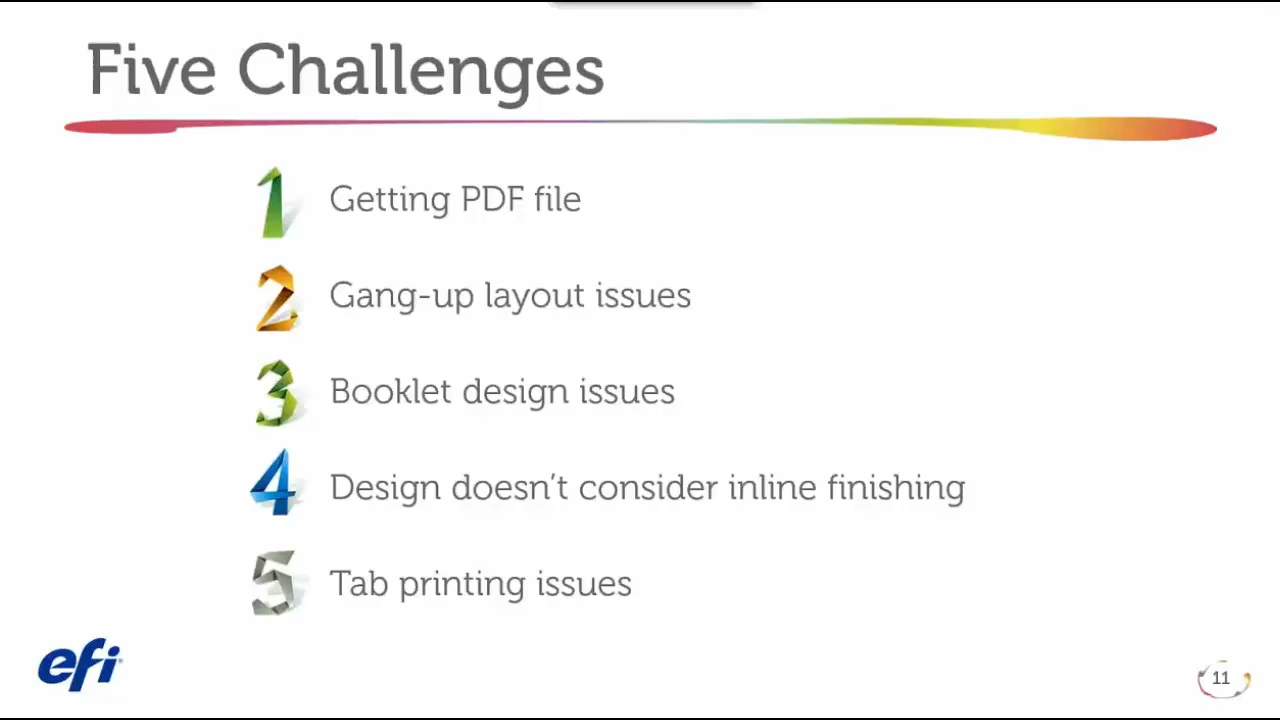 Five Challenges
1 Getting PDF file
2 Gang-up layout issues
3 Booklet design issues
4 Design doesn’t consider inline finishing
5 Tab printing issues
efi
11